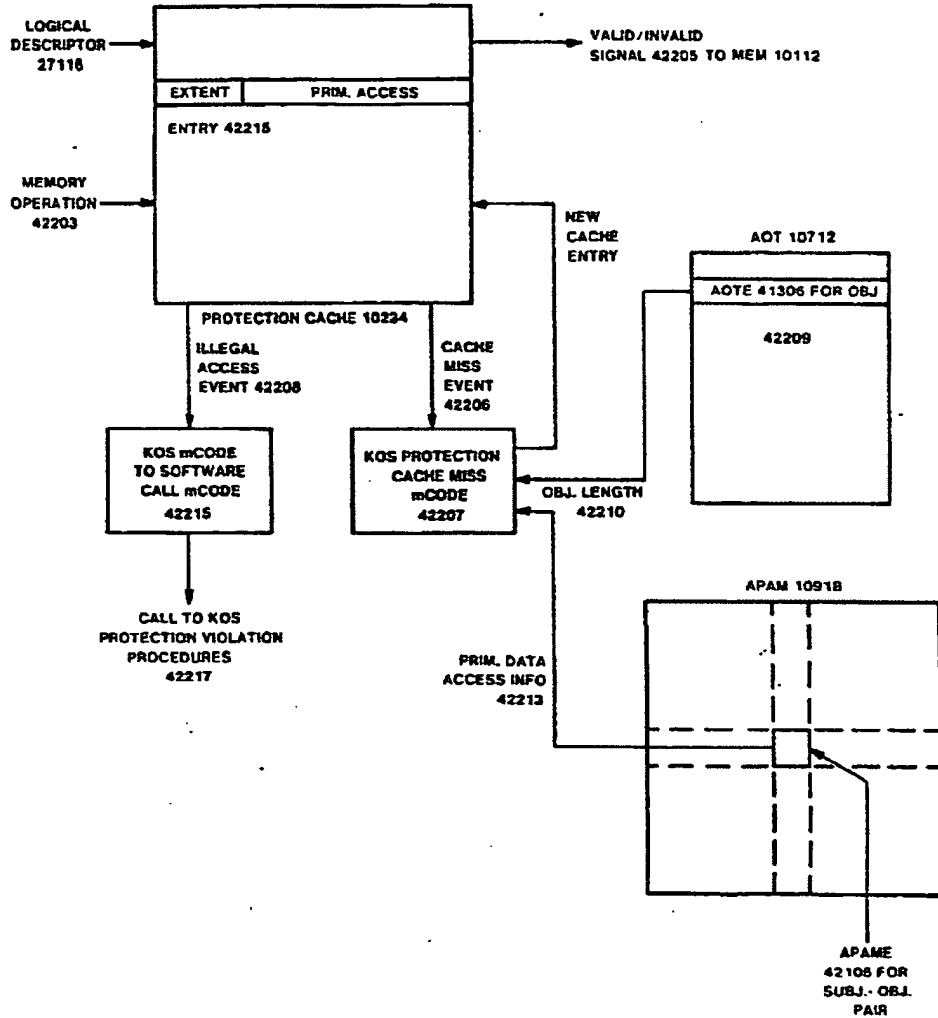 LOGICAL
DESCRIPTOR
27116
VALID/INVALID
SIGNAL 42205 TO MEM 10112
EXTENT
PRIM. ACCESS
ENTRY 42215
MEMORY
OPERATION
42203
NEW
CACHE
ENTRY
AOT 10712
AOTE 41306 FOR OBJ
42209
PROTECTION CACHE 10234
ILLEGAL
ACCESS
EVENT 42208
CACHE
MISS
EVENT
42206
KOS mCODE
TO SOFTWARE
CALL mCODE
42215
KOS PROTECTION
CACHE MISS
mCODE
42207
OBJ. LENGTH
42210
CALL TO KOS
PROTECTION VIOLATION
PROCEDURES
42217
APAM 10918
PRIM. DATA
ACCESS INFO
42213
APAME
42106 FOR
SUBJ.- OBJ.
PAIR